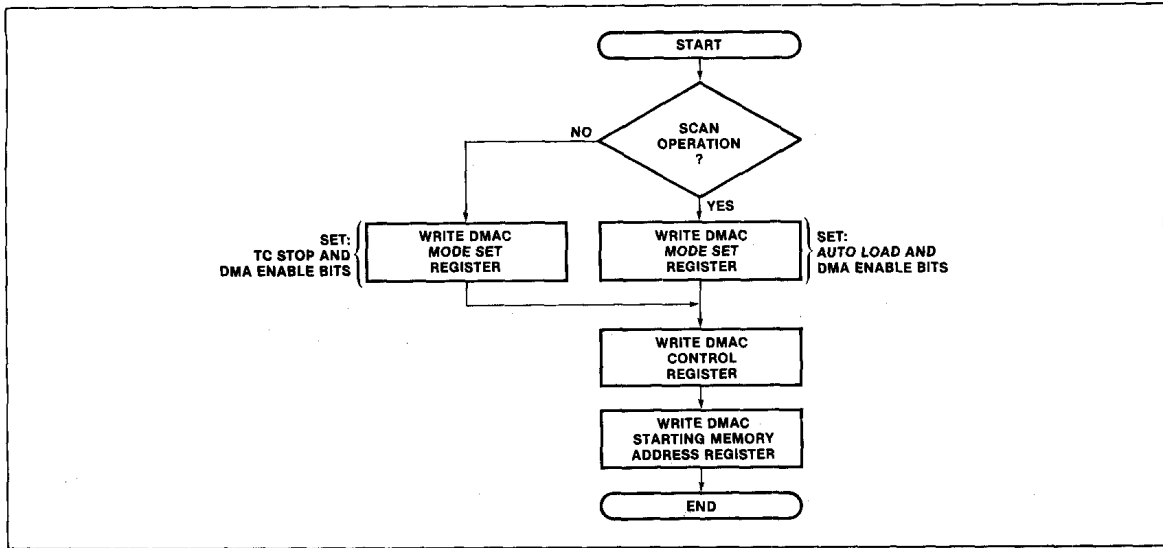 START
SCAN
OPERATION
?
NO
YES
SET:
TC STOP AND
DMA ENABLE BITS
WRITE DMAC
MODE SET
REGISTER
WRITE DMAC
MODE SET
REGISTER
SET:
AUTO LOAD AND
DMA ENABLE BITS
WRITE DMAC
CONTROL
REGISTER
WRITE DMAC
STARTING MEMORY
ADDRESS REGISTER
END